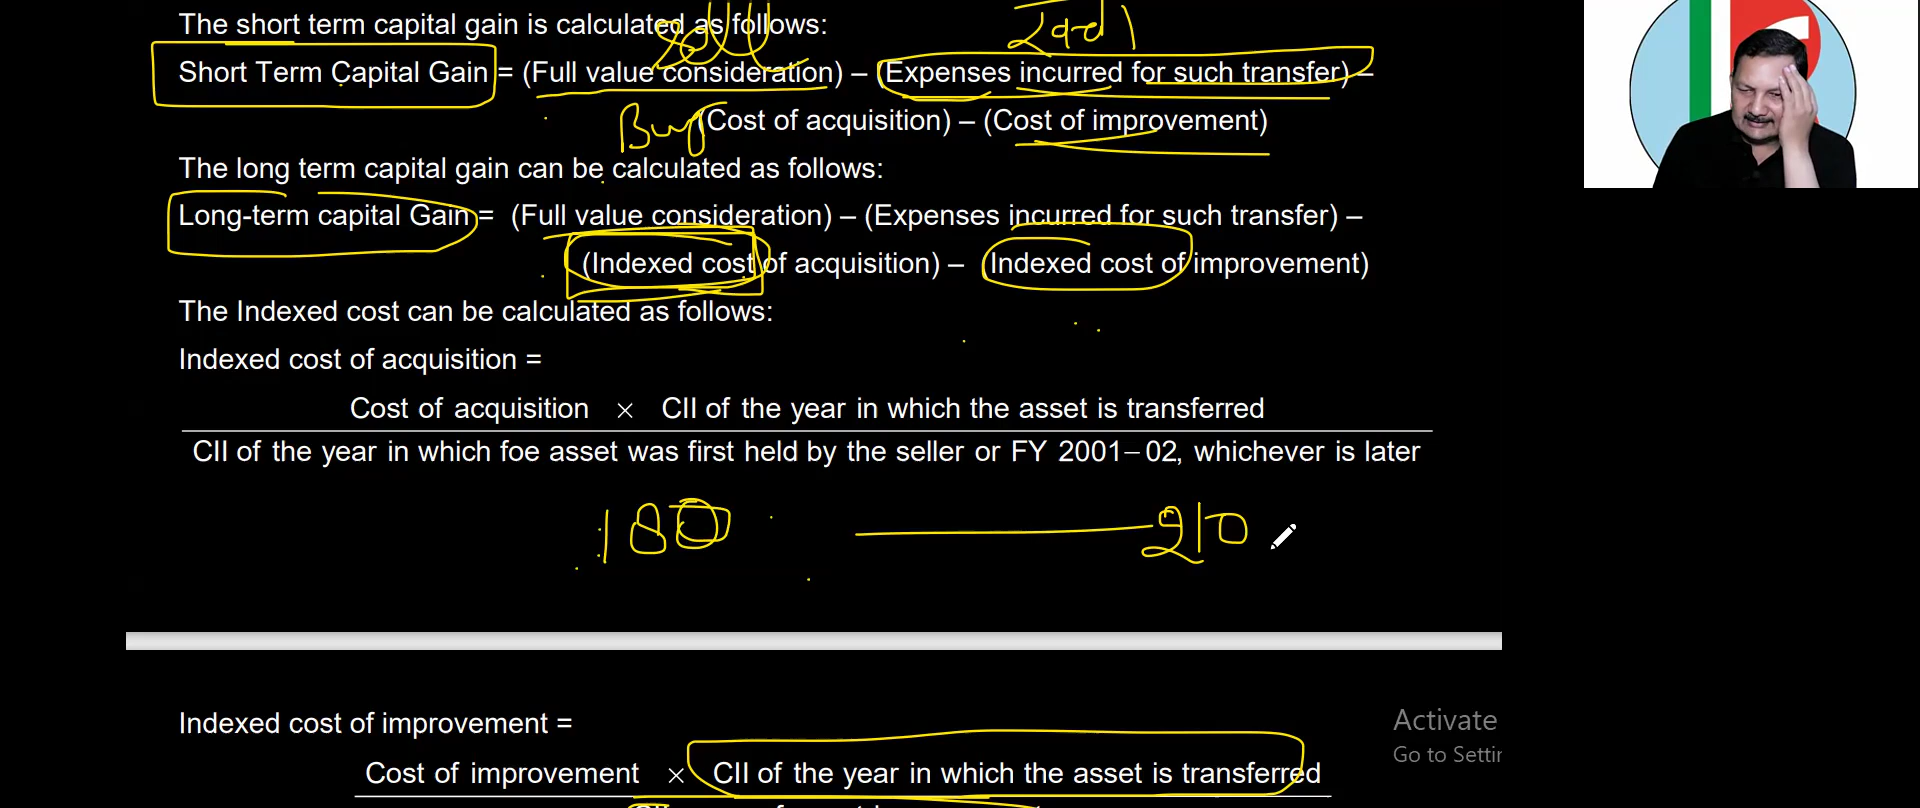 The short term capital gain is calculated as follows:
Sell
Short Term Capital Gain = (Full value consideration) – (Expenses incurred for such transfer) –
Buy
(Cost of acquisition) – (Cost of improvement)
The long term capital gain can be calculated as follows:
Long-term capital Gain = (Full value consideration) – (Expenses incurred for such transfer) –
(Indexed cost of acquisition) – (Indexed cost of improvement)
The Indexed cost can be calculated as follows:
Indexed cost of acquisition =
Cost of acquisition × CII of the year in which the asset is transferred
CII of the year in which foe asset was first held by the seller or FY 2001–02, whichever is later
180 210
Indexed cost of improvement =
Activate
Go to Settin
Cost of improvement × CII of the year in which the asset is transferred